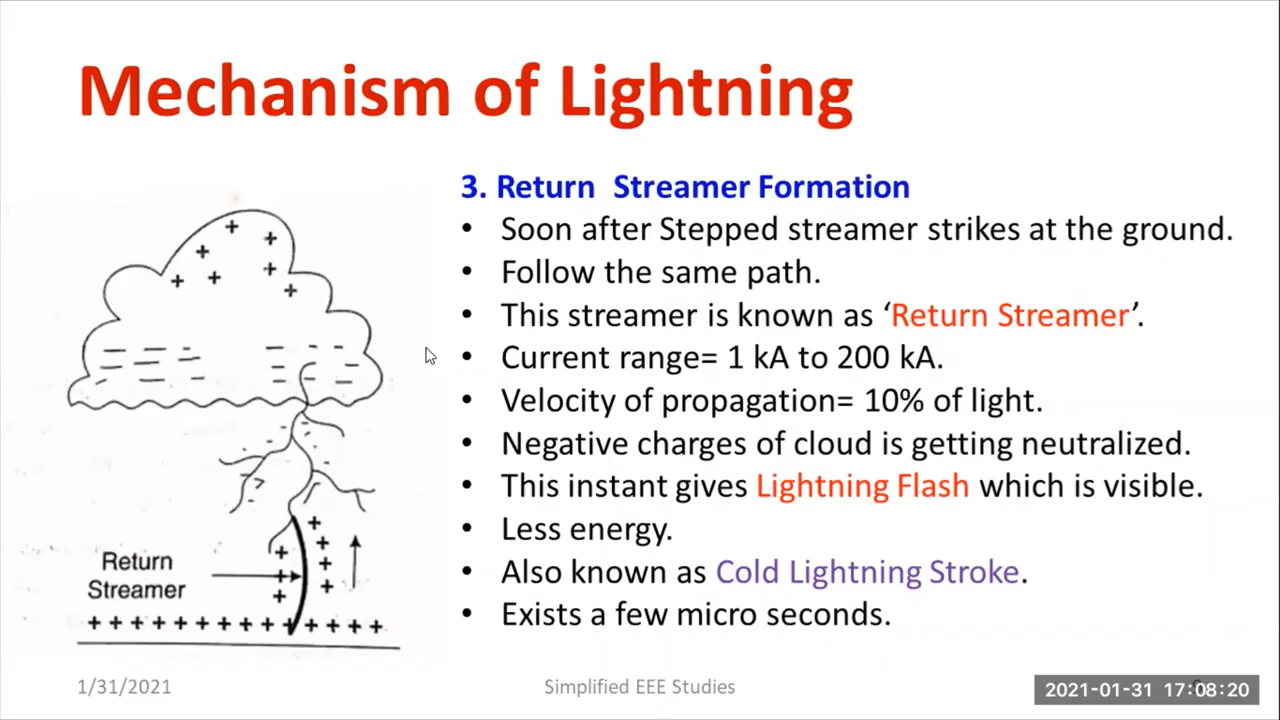 Mechanism of Lightning
3. Return Streamer Formation
• Soon after Stepped streamer strikes at the ground.
• Follow the same path.
• This streamer is known as ‘Return Streamer’.
• Current range= 1 kA to 200 kA.
• Velocity of propagation= 10% of light.
• Negative charges of cloud is getting neutralized.
• This instant gives Lightning Flash which is visible.
• Less energy.
• Also known as Cold Lightning Stroke.
• Exists a few micro seconds.
Return
Streamer
1/31/2021
Simplified EEE Studies
2021-01-31 17:08:20